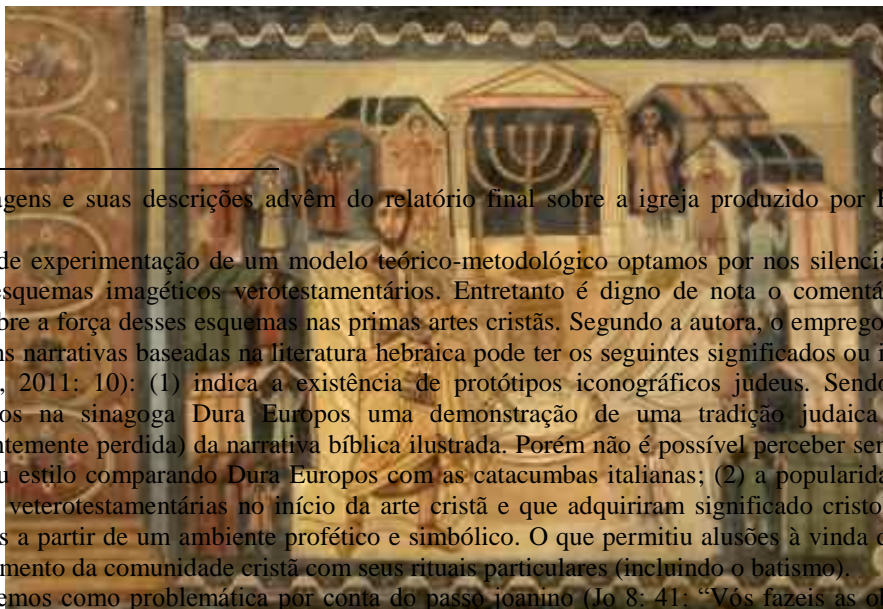 agens e suas descrições advêm do relatório final sobre a igreja produzido por
de experimentação de um modelo teórico-metodológico optamos por nos silencia
esquemas imagéticos verotestamentários. Entretanto é digno de nota o comentá
bre a força desses esquemas nas primas artes cristãs. Segundo a autora, o emprego
ns narrativas baseadas na literatura hebraica pode ter os seguintes significados ou i
, 2011: 10): (1) indica a existência de protótipos iconográficos judeus. Sendo
os na sinagoga Dura Europos uma demonstração de uma tradição judaica
ntemente perdida) da narrativa bíblica ilustrada. Porém não é possível perceber sem
u estilo comparando Dura Europos com as catacumbas italianas; (2) a popularida
veterotestamentárias no início da arte cristã e que adquiriram significado cristo
s a partir de um ambiente profético e simbólico. O que permitiu alusões à vinda d
mento da comunidade cristã com seus rituais particulares (incluindo o batismo).
emos como problemática por conta do passo joanino (Jo 8: 41: “Vós fazeis as ob